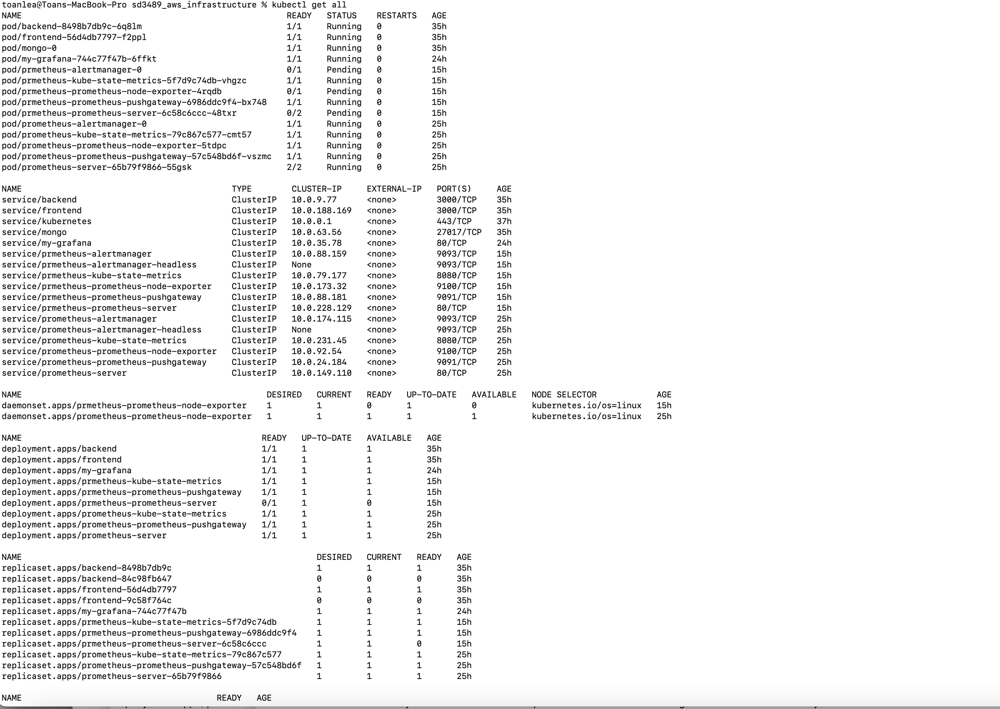 toanlea@Toans-MacBook-Pro sd3489_aws_infrastructure % kubectl get all
NAME READY STATUS RESTARTS AGE
pod/backend-8498b7db9c-6q8lm 1/1 Running 0 35h
pod/frontend-56d4db7797-f2ppl 1/1 Running 0 35h
pod/mongo-0 1/1 Running 0 35h
pod/my-grafana-744c77f47b-6ffkt 1/1 Running 0 24h
pod/prmetheus-alertmanager-0 0/1 Pending 0 15h
pod/prmetheus-kube-state-metrics-5f7d9c74db-vhgzc 1/1 Running 0 15h
pod/prmetheus-prometheus-node-exporter-4rqdb 0/1 Pending 0 15h
pod/prmetheus-prometheus-pushgateway-6986ddc9f4-bx748 1/1 Running 0 15h
pod/prmetheus-prometheus-server-6c58c6ccc-48txr 0/2 Pending 0 15h
pod/prometheus-alertmanager-0 1/1 Running 0 25h
pod/prometheus-kube-state-metrics-79c867c577-cmt57 1/1 Running 0 25h
pod/prometheus-prometheus-node-exporter-5tdpc 1/1 Running 0 25h
pod/prometheus-prometheus-pushgateway-57c548bd6f-vszmc 1/1 Running 0 25h
pod/prometheus-server-65b79f9866-55gsk 2/2 Running 0 25h
NAME TYPE CLUSTER-IP EXTERNAL-IP PORT(S) AGE
service/backend ClusterIP 10.0.9.77 <none> 3000/TCP 35h
service/frontend ClusterIP 10.0.188.169 <none> 3000/TCP 35h
service/kubernetes ClusterIP 10.0.0.1 <none> 443/TCP 37h
service/mongo ClusterIP 10.0.63.56 <none> 27017/TCP 35h
service/my-grafana ClusterIP 10.0.35.78 <none> 80/TCP 24h
service/prmetheus-alertmanager ClusterIP 10.0.88.159 <none> 9093/TCP 15h
service/prmetheus-alertmanager-headless ClusterIP None <none> 9093/TCP 15h
service/prmetheus-kube-state-metrics ClusterIP 10.0.79.177 <none> 8080/TCP 15h
service/prmetheus-prometheus-node-exporter ClusterIP 10.0.173.32 <none> 9100/TCP 15h
service/prmetheus-prometheus-pushgateway ClusterIP 10.0.88.181 <none> 9091/TCP 15h
service/prmetheus-prometheus-server ClusterIP 10.0.228.129 <none> 80/TCP 15h
service/prometheus-alertmanager ClusterIP 10.0.174.115 <none> 9093/TCP 25h
service/prometheus-alertmanager-headless ClusterIP None <none> 9093/TCP 25h
service/prometheus-kube-state-metrics ClusterIP 10.0.231.45 <none> 8080/TCP 25h
service/prometheus-prometheus-node-exporter ClusterIP 10.0.92.54 <none> 9100/TCP 25h
service/prometheus-prometheus-pushgateway ClusterIP 10.0.24.184 <none> 9091/TCP 25h
service/prometheus-server ClusterIP 10.0.149.110 <none> 80/TCP 25h
NAME DESIRED CURRENT READY UP-TO-DATE AVAILABLE NODE SELECTOR AGE
daemonset.apps/prmetheus-prometheus-node-exporter 1 1 0 1 0 kubernetes.io/os=linux 15h
daemonset.apps/prometheus-prometheus-node-exporter 1 1 1 1 1 kubernetes.io/os=linux 25h
NAME READY UP-TO-DATE AVAILABLE AGE
deployment.apps/backend 1/1 1 1 35h
deployment.apps/frontend 1/1 1 1 35h
deployment.apps/my-grafana 1/1 1 1 24h
deployment.apps/prmetheus-kube-state-metrics 1/1 1 1 15h
deployment.apps/prmetheus-prometheus-pushgateway 1/1 1 1 15h
deployment.apps/prmetheus-prometheus-server 0/1 1 0 15h
deployment.apps/prometheus-kube-state-metrics 1/1 1 1 25h
deployment.apps/prometheus-prometheus-pushgateway 1/1 1 1 25h
deployment.apps/prometheus-server 1/1 1 1 25h
NAME DESIRED CURRENT READY AGE
replicaset.apps/backend-8498b7db9c 1 1 1 35h
replicaset.apps/backend-84c98fb647 0 0 0 35h
replicaset.apps/frontend-56d4db7797 1 1 1 35h
replicaset.apps/frontend-9c58f764c 0 0 0 35h
replicaset.apps/my-grafana-744c77f47b 1 1 1 24h
replicaset.apps/prmetheus-kube-state-metrics-5f7d9c74db 1 1 1 15h
replicaset.apps/prmetheus-prometheus-pushgateway-6986ddc9f4 1 1 1 15h
replicaset.apps/prmetheus-prometheus-server-6c58c6ccc 1 1 0 15h
replicaset.apps/prometheus-kube-state-metrics-79c867c577 1 1 1 25h
replicaset.apps/prometheus-prometheus-pushgateway-57c548bd6f 1 1 1 25h
replicaset.apps/prometheus-server-65b79f9866 1 1 1 25h
NAME READY AGE